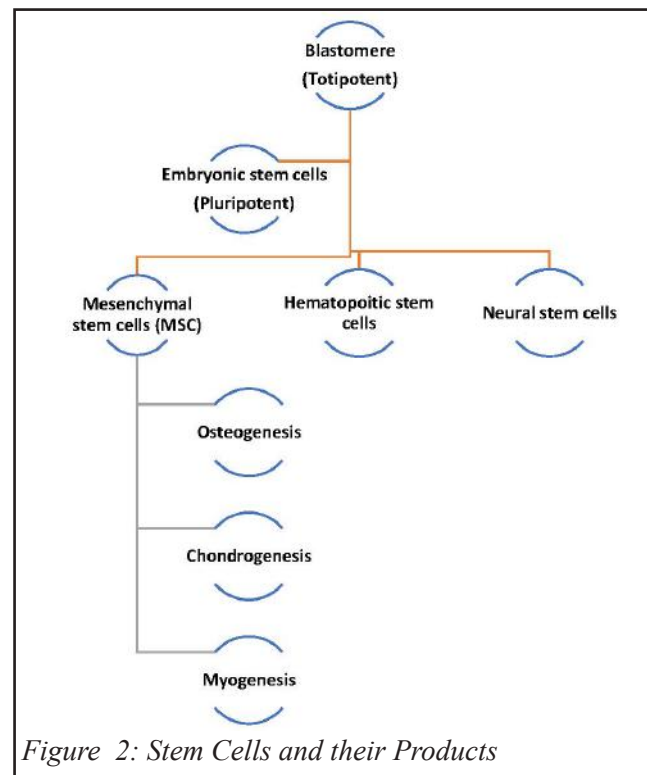 Blastomere
(Totipotent)
Embryonic stem cells
(Pluripotent)
Mesenchymal
stem cells (MSC)
Hematopoitic stem
cells
Neural stem cells
Osteogenesis
Chondrogenesis
Myogenesis
Figure 2: Stem Cells and their Products